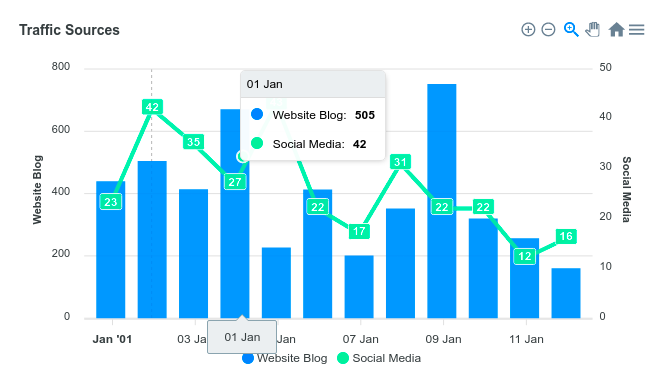 Traffic Sources
800
600
400
200
0
Website Blog
50
40
30
20
10
0
Social Media
01 Jan
Website Blog: 505
Social Media: 42
23
42
35
27
22
17
31
22
22
12
16
Jan '01
03 J
Jan
07 Jan
09 Jan
11 Jan
01 Jan
Website Blog
Social Media